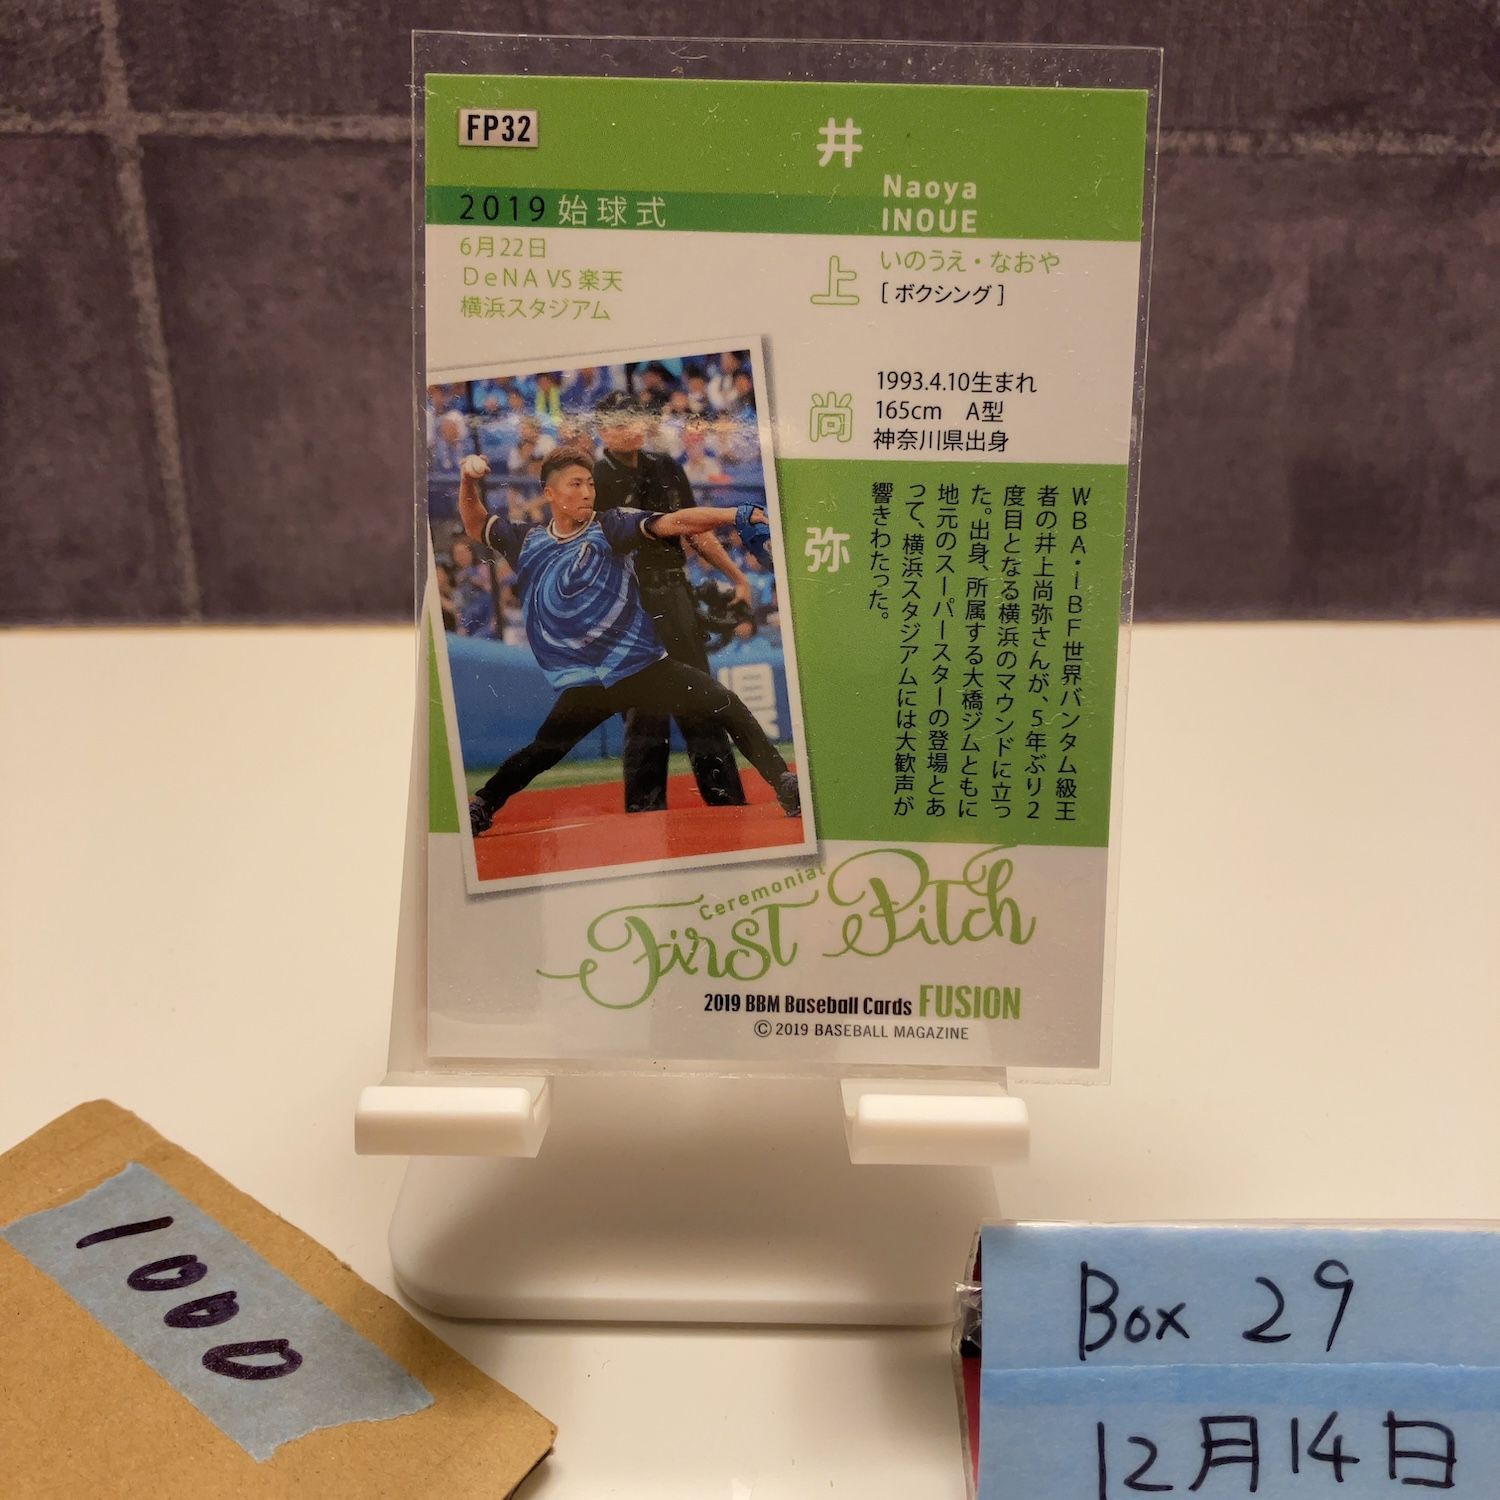 FP32
2019 始球式
6月22日
DeNA VS 楽天
横浜スタジアム
井上尚弥
Naoya
INOUE
いのうえ・なおや
[ボクシング]
1993.4.10生まれ
165cm A型
神奈川県出身
WBA・IBF世界バンタム級王
者の井上尚弥さんが、5年ぶり2
度目となる横浜のマウンドに立っ
た。出身、所属する大橋ジムともに
地元のスーパースターの登場とあ
って、横浜スタジアムには大歓声が
響きわたった。
Ceremonial
First Pitch
2019 BBM Baseball Cards FUSION
© 2019 BASEBALL MAGAZINE
1000
Box 29
12月14日